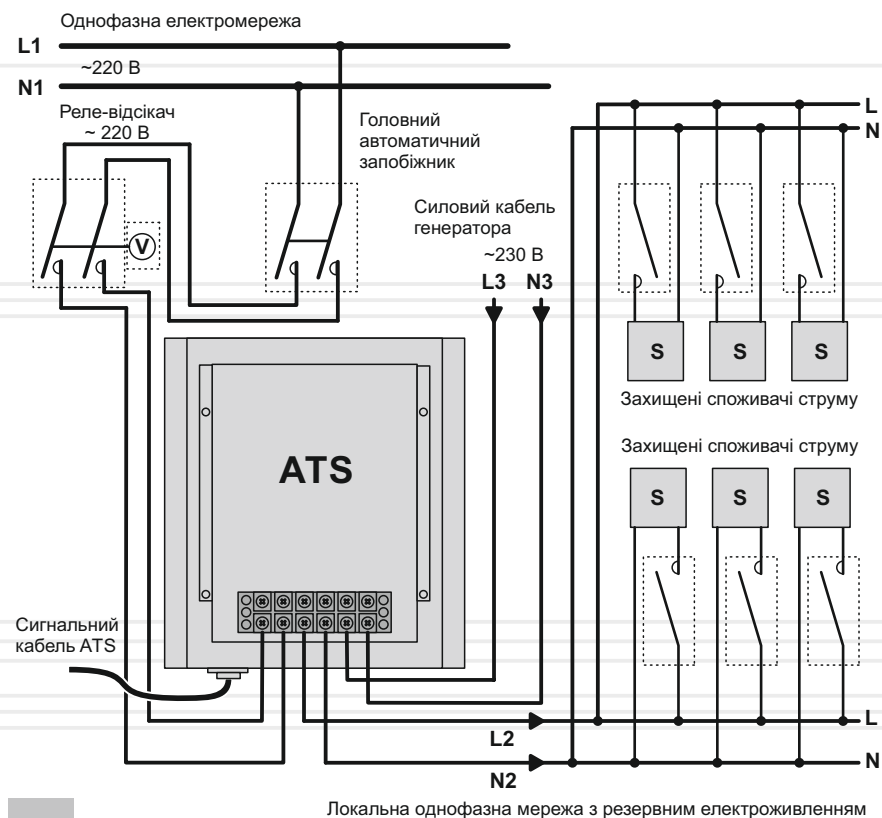 Однофазна електромережа
L1
~220 В
N1
Реле-відсікач
~ 220 В
Головний
автоматичний
запобіжник
L
N
V
Силовий кабель
генератора
~230 В
L3 N3
S S S
Захищені споживачі струму
Захищені споживачі струму
ATS
S S S
Сигнальний
кабель ATS
L2
L
N2
N
Локальна однофазна мережа з резервним електроживленням